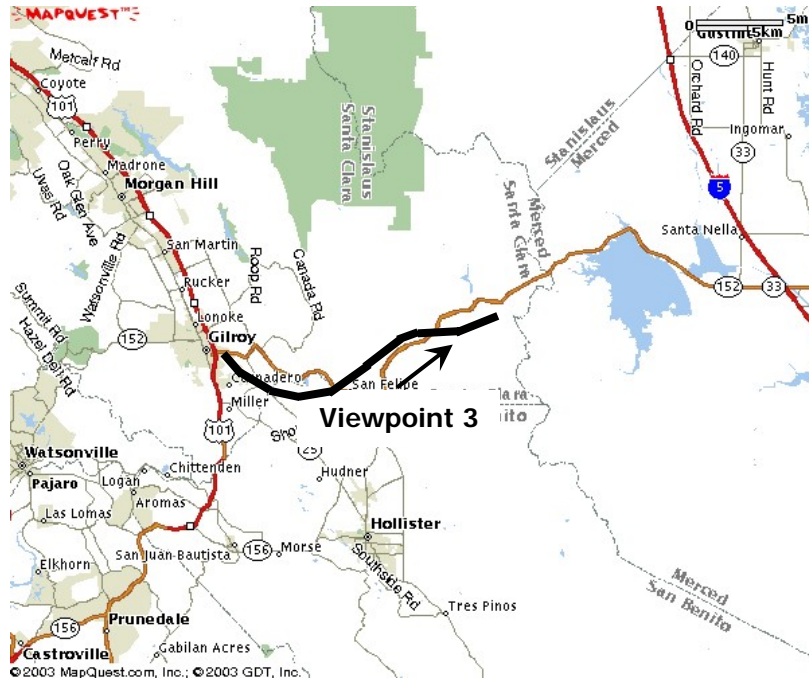 MAPQUEST™
0 5m
5km
Metcalf Rd
Coyote
101
Perry
Madrone
Morgan Hill
Oak Glen Ave
Uvas Rd
San Martin
Watsonville Rd
Rucker
Roop Rd
Canada Rd
Lonoke
Summit Rd
Hazel Dell Rd
152
Gilroy
Carnadero
Miller
San Felipe
Viewpoint 3
101
25
Stanislaus
Santa Clara
Stanislaus
Merced
Merced
Santa Clara
Gustine
140
Orchard Rd
Hunt Rd
Ingomar
33
5
Santa Nella
152
33
Watsonville
Pajaro
Logan
Chittenden
Aromas
Las Lomas
Hudner
Hollister
San Juan Bautista
156
Morse
Southside Rd
Elkhorn
Tres Pinos
Prunedale
156
Castroville
Gabilan Acres
Merced
San Benito
©2003 MapQuest.com, Inc.; ©2003 GDT, Inc.